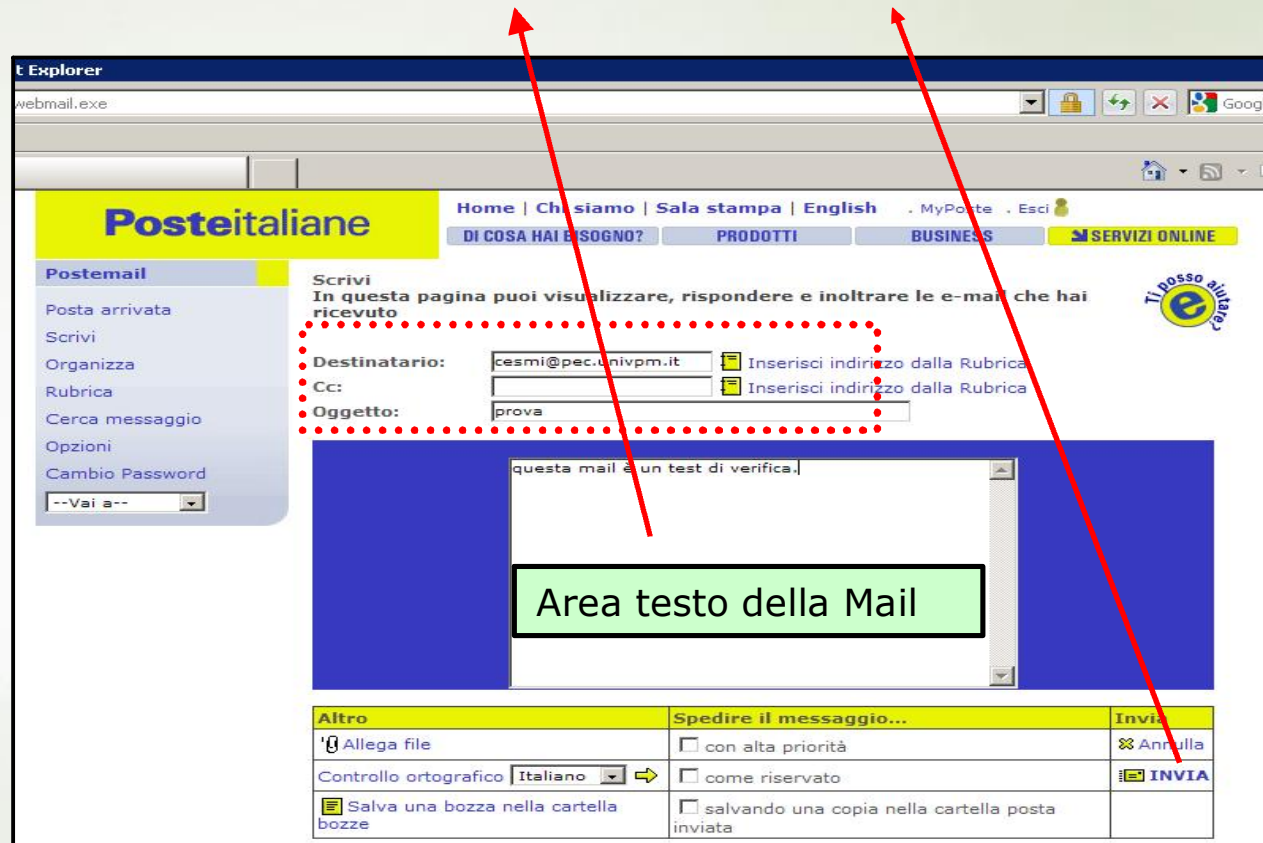 t Explorer
webmail.exe
Goog
Posteitaliane
Home | Chi siamo | Sala stampa | English . MyPoste . Esci
DI COSA HAI BISOGNO? PRODOTTI BUSINESS SERVIZI ONLINE
Postemail
Posta arrivata
Scrivi
Organizza
Rubrica
Cerca messaggio
Opzioni
Cambio Password
--Vai a--
Scrivi
In questa pagina puoi visualizzare, rispondere e inoltrare le e-mail che hai
ricevuto
Ti posso aiutare?
e
Destinatario: cesmi@pec.univpm.it Inserisci indirizzo dalla Rubrica
Cc: Inserisci indirizzo dalla Rubrica
Oggetto: prova
questa mail è un test di verifica.
Area testo della Mail
Altro Spedire il messaggio... Invia
Allega file con alta priorità Annulla
Controllo ortografico Italiano come riservato INVIA
Salva una bozza nella cartella salvando una copia nella cartella posta
bozze inviata